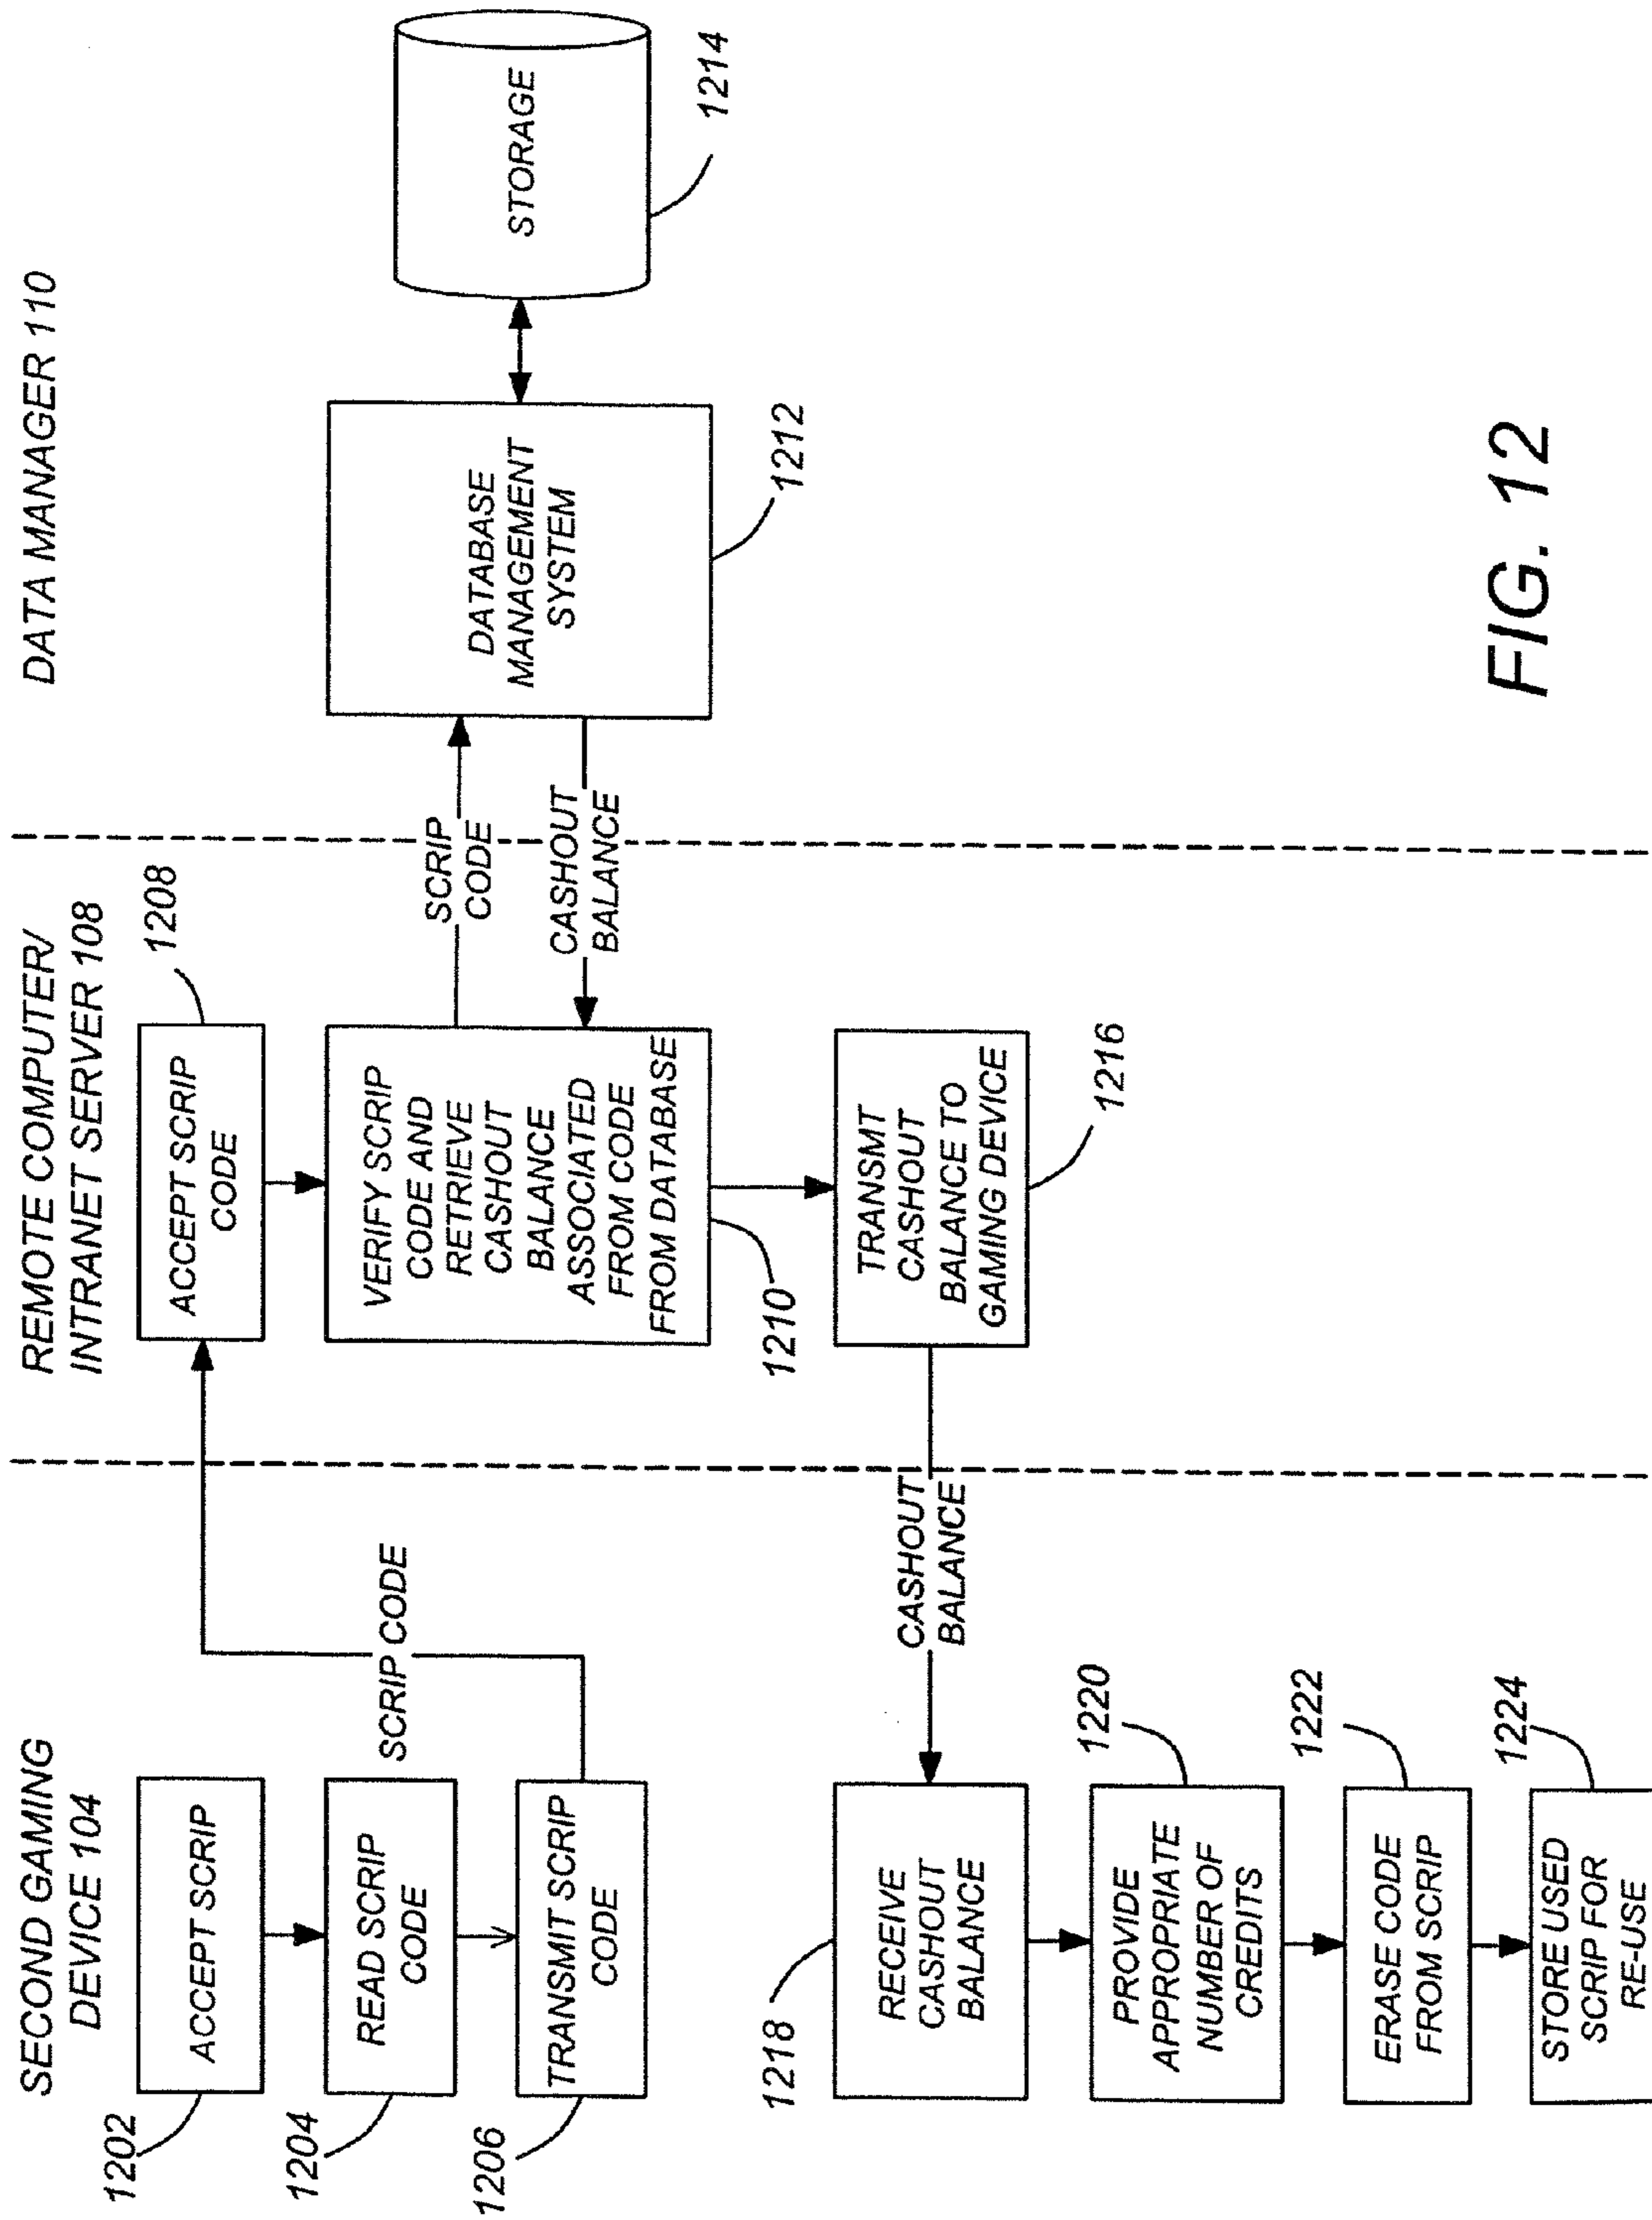 SECOND GAMING
DEVICE 104
1202
ACCEPT SCRIP
1204
READ SCRIP
CODE
1206
TRANSMIT SCRIP
CODE
SCRIP CODE
1218
RECEIVE
CASHOUT
BALANCE
1220
PROVIDE
APPROPRIATE
NUMBER OF
CREDITS
1222
ERASE CODE
FROM SCRIP
1224
STORE USED
SCRIP FOR
RE-USE
CASHOUT
BALANCE
REMOTE COMPUTER/
INTRANET SERVER 108
1208
ACCEPT SCRIP
CODE
VERIFY SCRIP
CODE AND
RETRIEVE
CASHOUT
BALANCE
ASSOCIATED
FROM CODE
FROM DATABASE
1210
TRANSMT
CASHOUT
BALANCE TO
GAMING DEVICE
1216
SCRIP
CODE
CASHOUT
BALANCE
DATA MANAGER 110
DATABASE
MANAGEMENT
SYSTEM
1212
STORAGE
1214
FIG. 12